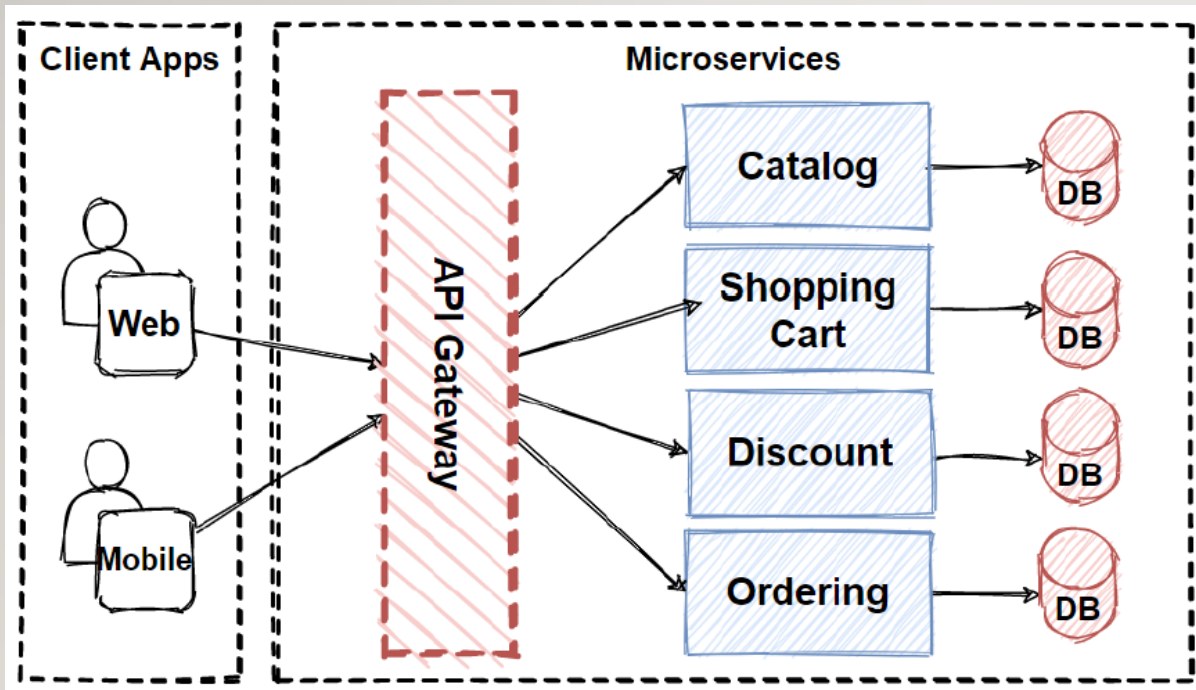 Client Apps
Microservices
Web
Mobile
API Gateway
Catalog
DB
Shopping
Cart
DB
Discount
DB
Ordering
DB